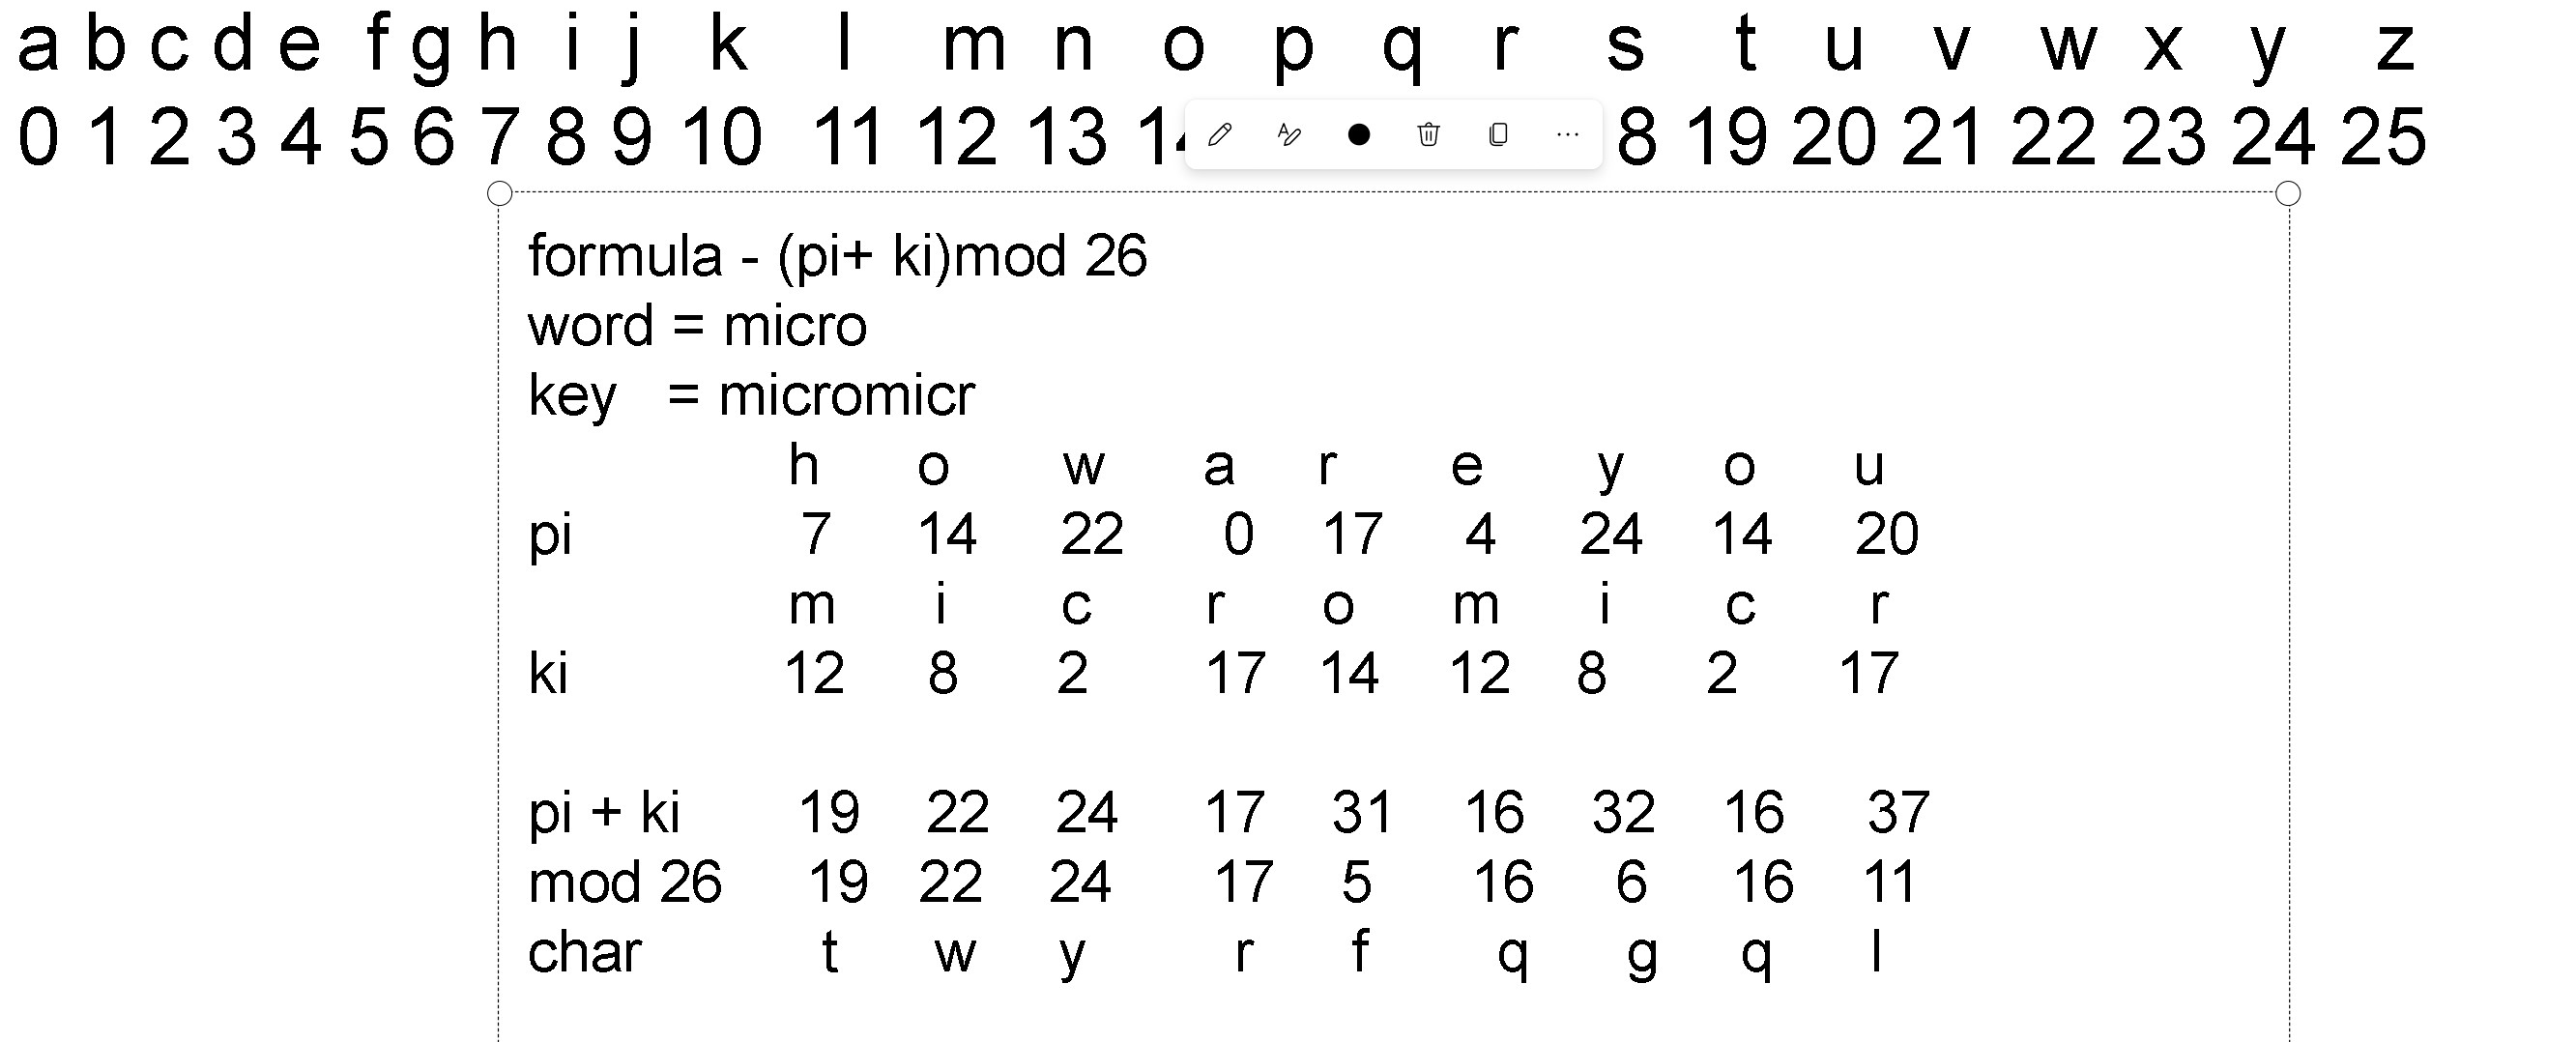 a b c d e f g h i j k l m n o p q r s t u v w x y z
0 1 2 3 4 5 6 7 8 9 10 11 12 13 8 19 20 21 22 23 24 25
formula - (pi+ ki)mod 26
word = micro
key = micromicr
h o w a r e y o u
pi 7 14 22 0 17 4 24 14 20
m i c r o m i c r
ki 12 8 2 17 14 12 8 2 17
pi + ki 19 22 24 17 31 16 32 16 37
mod 26 19 22 24 17 5 16 6 16 11
char t w y r f q g q l